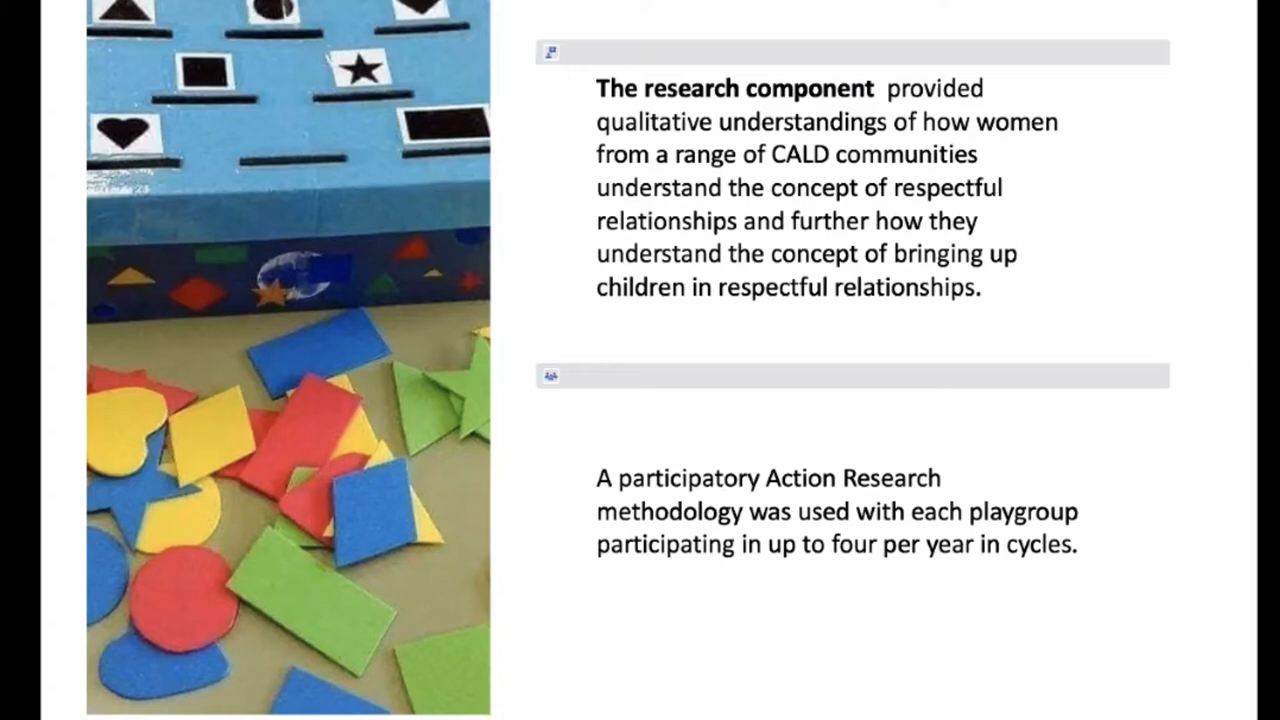 The research component provided
qualitative understandings of how women
from a range of CALD communities
understand the concept of respectful
relationships and further how they
understand the concept of bringing up
children in respectful relationships.
A participatory Action Research
methodology was used with each playgroup
participating in up to four per year in cycles.